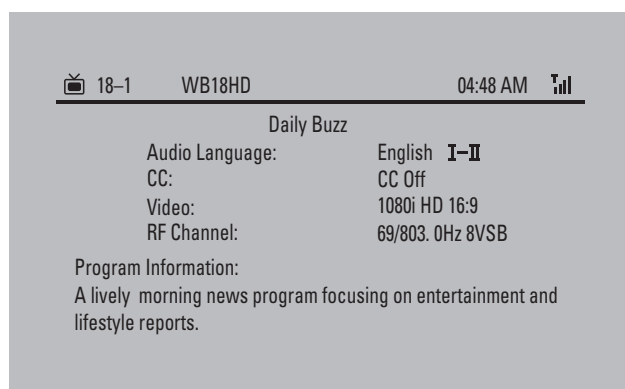 18–1 WB18HD 04:48 AM
Daily Buzz
Audio Language: English I–II
CC: CC Off
Video: 1080i HD 16:9
RF Channel: 69/803. 0Hz 8VSB
Program Information:
A lively morning news program focusing on entertainment and
lifestyle reports.